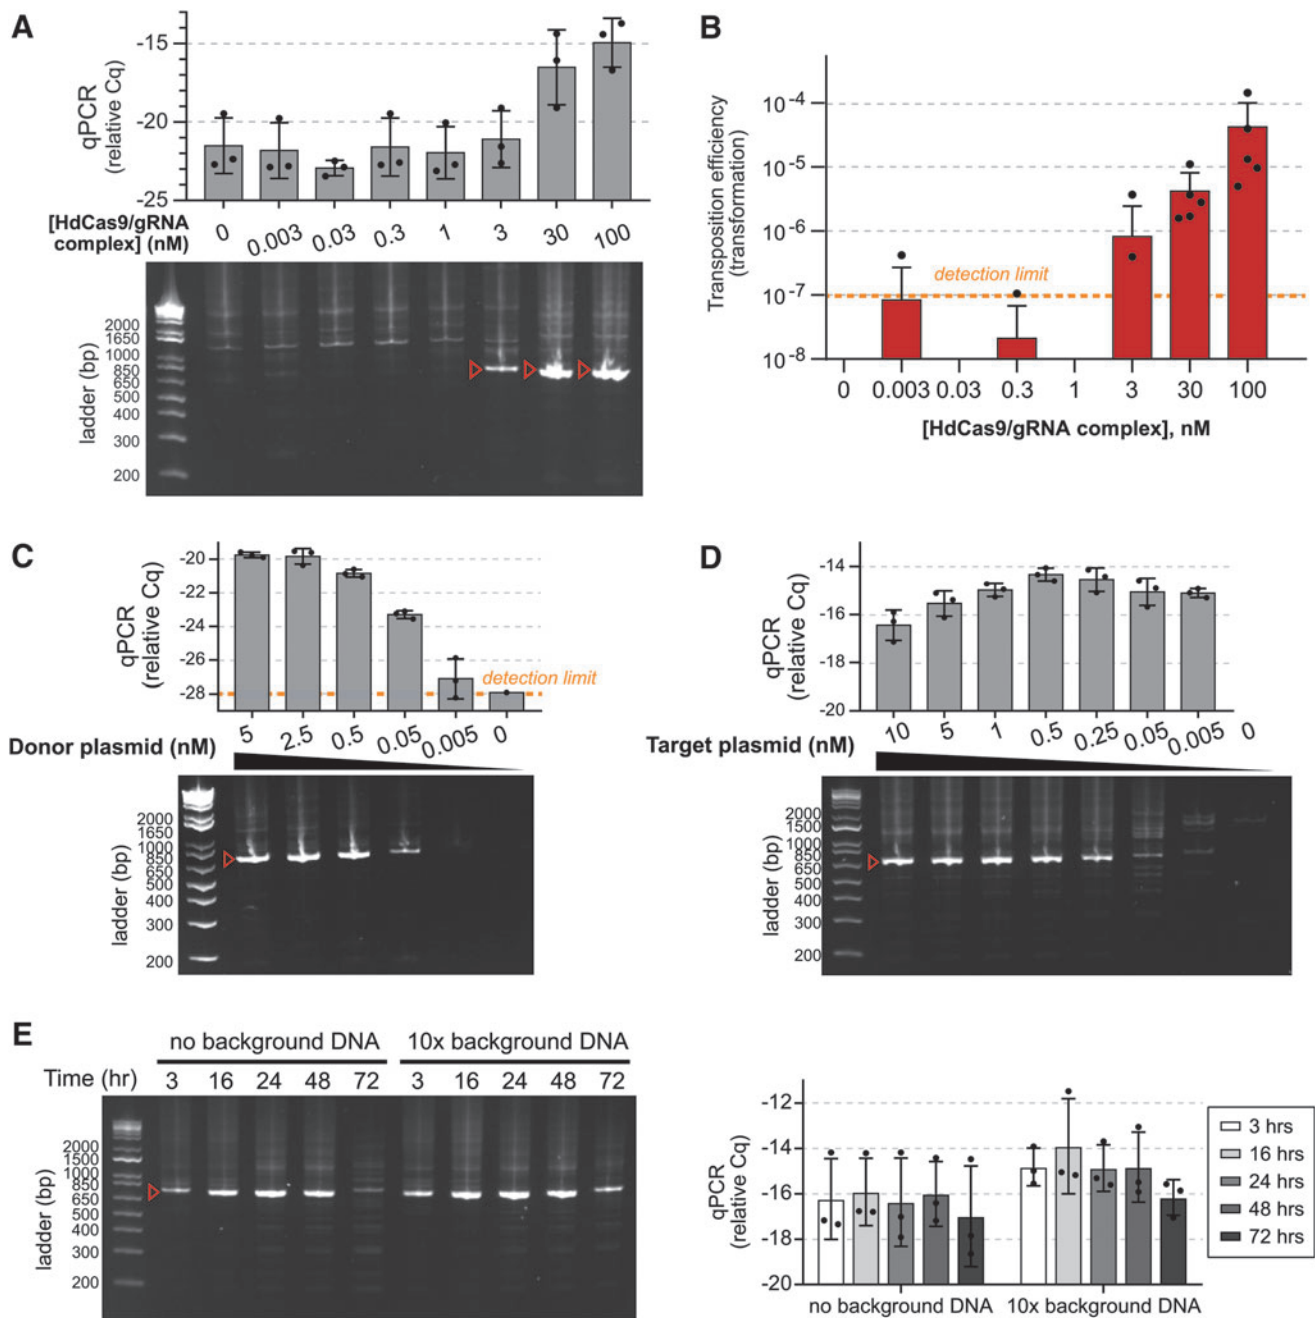 A
-15
-20
-25
qPCR
(relative Cq)
[HdCas9/gRNA
complex] (nM)
0 0.003 0.03 0.3 1 3 30 100
ladder (bp)
2000
1650
1000
850
650
500
400
300
200
B
Transposition efficiency
(transformation)
10-4
10-5
10-6
10-7
10-8
detection limit
0 0.003 0.03 0.3 1 3 30 100
[HdCas9/gRNA complex], nM
C
qPCR
(relative Cq)
-20
-22
-24
-26
-28
detection limit
Donor plasmid (nM)
5 2.5 0.5 0.05 0.005 0
ladder (bp)
2000
1650
1000
850
650
500
400
300
200
D
qPCR
(relative Cq)
-14
-16
-18
-20
Target plasmid (nM)
10 5 1 0.5 0.25 0.05 0.005 0
ladder (bp)
2000
1500
1000
850
650
500
400
300
200
E
no background DNA 10x background DNA
Time (hr) 3 16 24 48 72 3 16 24 48 72
ladder (bp)
2000
1500
1000
850
650
500
400
300
200
qPCR
(relative Cq)
-12
-14
-16
-18
-20
no background DNA 10x background DNA
3 hrs
16 hrs
24 hrs
48 hrs
72 hrs